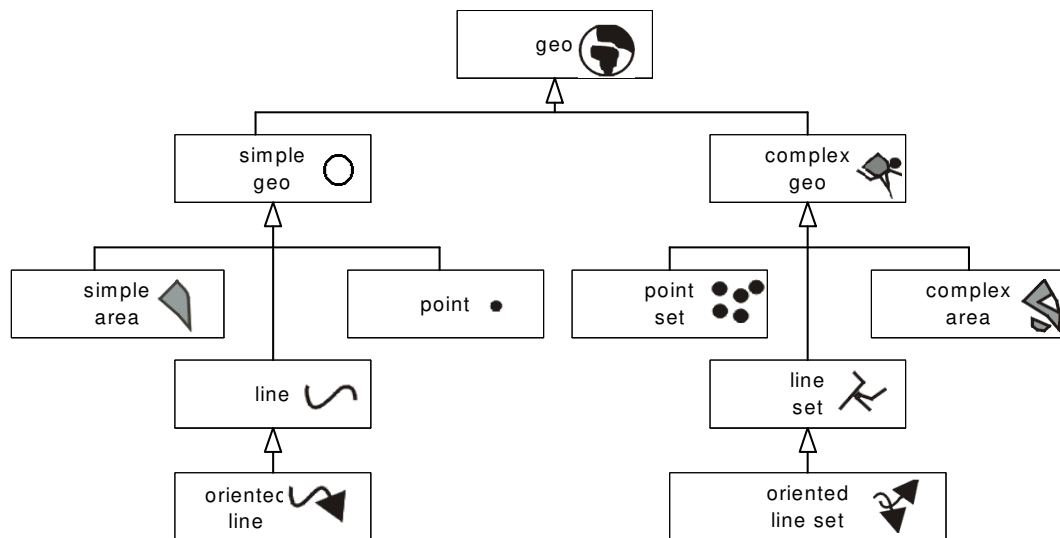 geo
simple
geo
complex
geo
simple
area
point
point
set
complex
area
line
line
set
oriented
line
oriented
line set